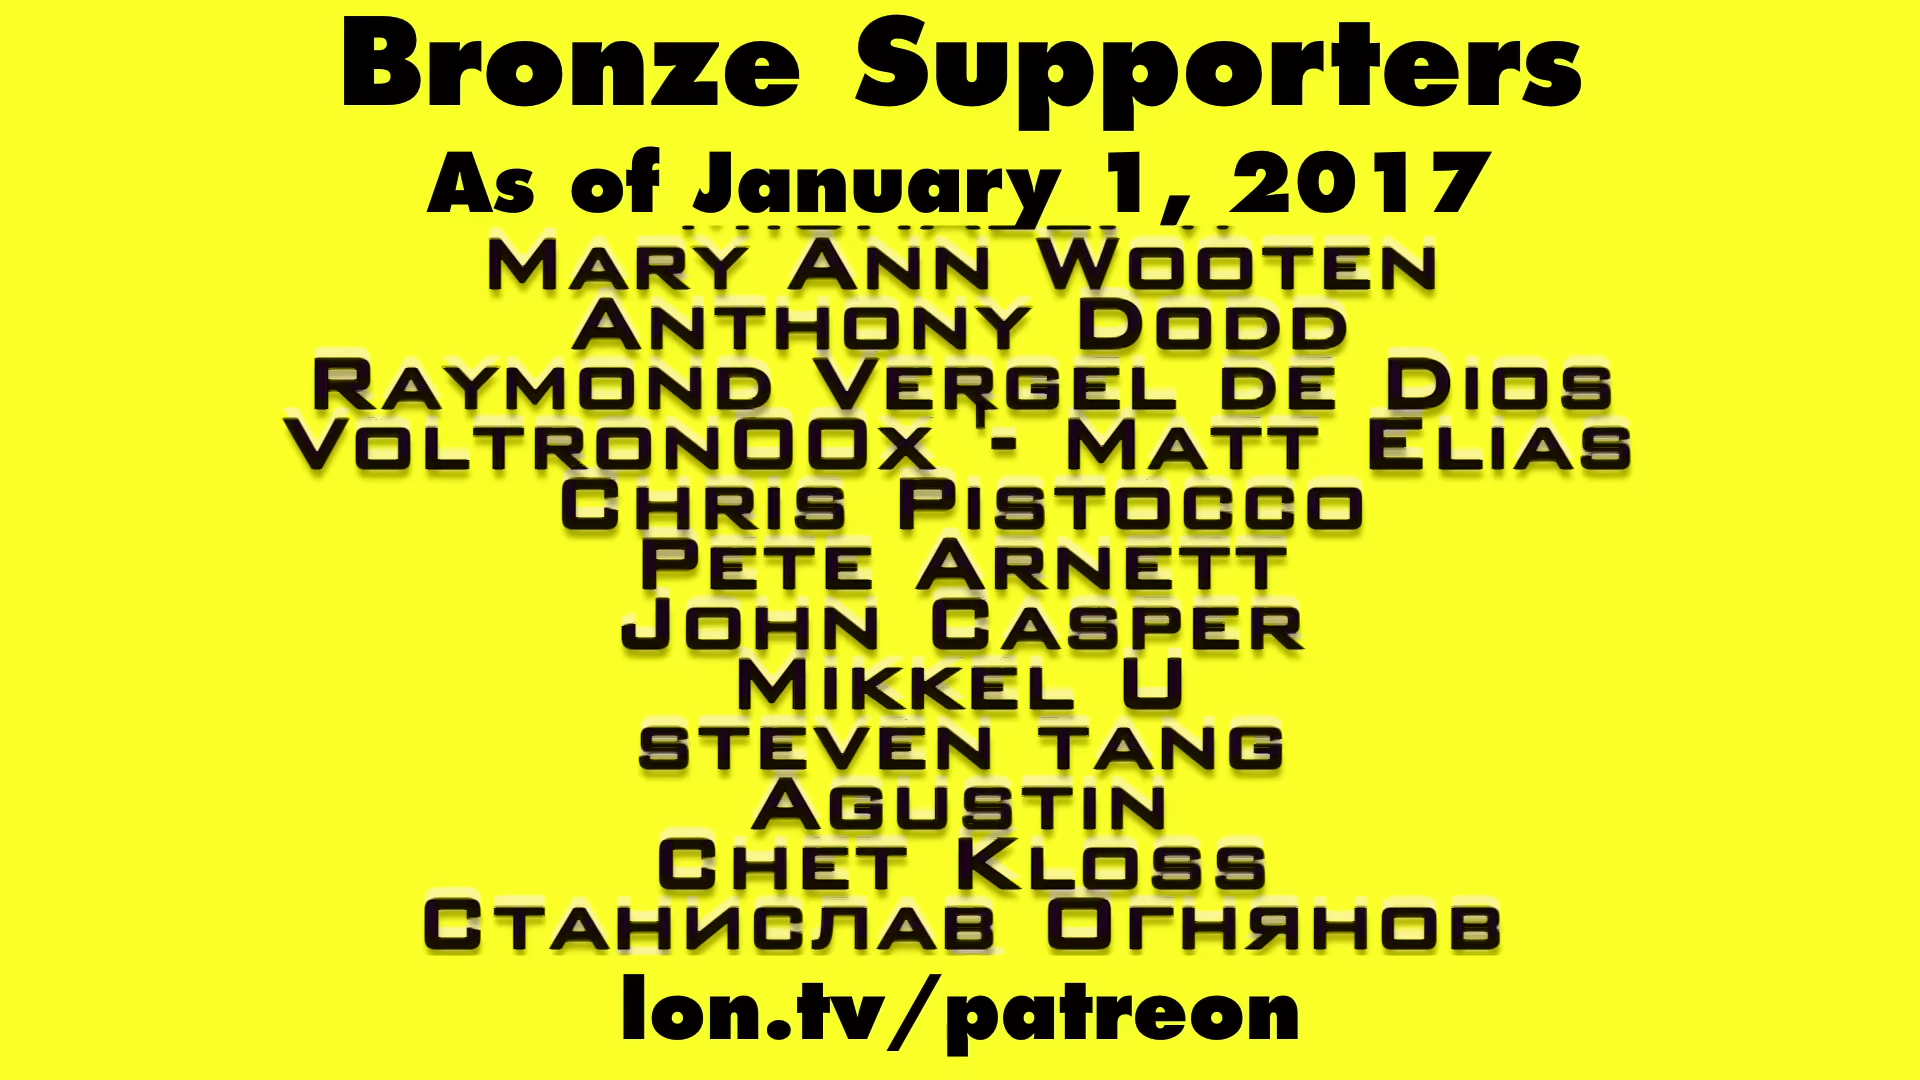 Bronze Supporters
As of January 1, 2017
Mary Ann Wooten
Anthony Dodd
Raymond Vergel de Dios
Voltron00x - Matt Elias
Chris Pistocco
Pete Arnett
John Casper
Mikkel U
steven tang
Agustin
Chet Kloss
Станислав Огнянов
lon.tv/patreon